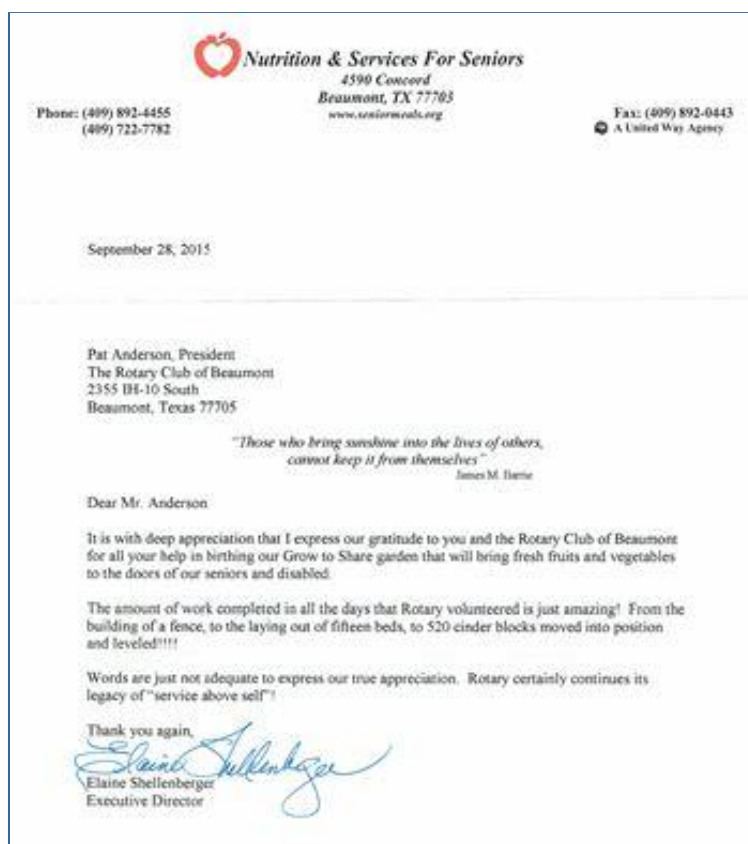 Nutrition & Services For Seniors
4590 Concord
Beaumont, TX 77703
www.seniormeals.org
Phone: (409) 892-4455
(409) 722-7782
Fax: (409) 892-0443
A United Way Agency
September 28, 2015
Pat Anderson, President
The Rotary Club of Beaumont
2355 IH-10 South
Beaumont, Texas 77705
"Those who bring sunshine into the lives of others,
cannot keep it from themselves"
James M. Barrie
Dear Mr. Anderson
It is with deep appreciation that I express our gratitude to you and the Rotary Club of Beaumont
for all your help in birthing our Grow to Share garden that will bring fresh fruits and vegetables
to the doors of our seniors and disabled.
The amount of work completed in all the days that Rotary volunteered is just amazing! From the
building of a fence, to the laying out of fifteen beds, to 520 cinder blocks moved into position
and leveled!!!!
Words are just not adequate to express our true appreciation. Rotary certainly continues its
legacy of "service above self"!
Thank you again,
Elaine Shellenberger
Elaine Shellenberger
Executive Director